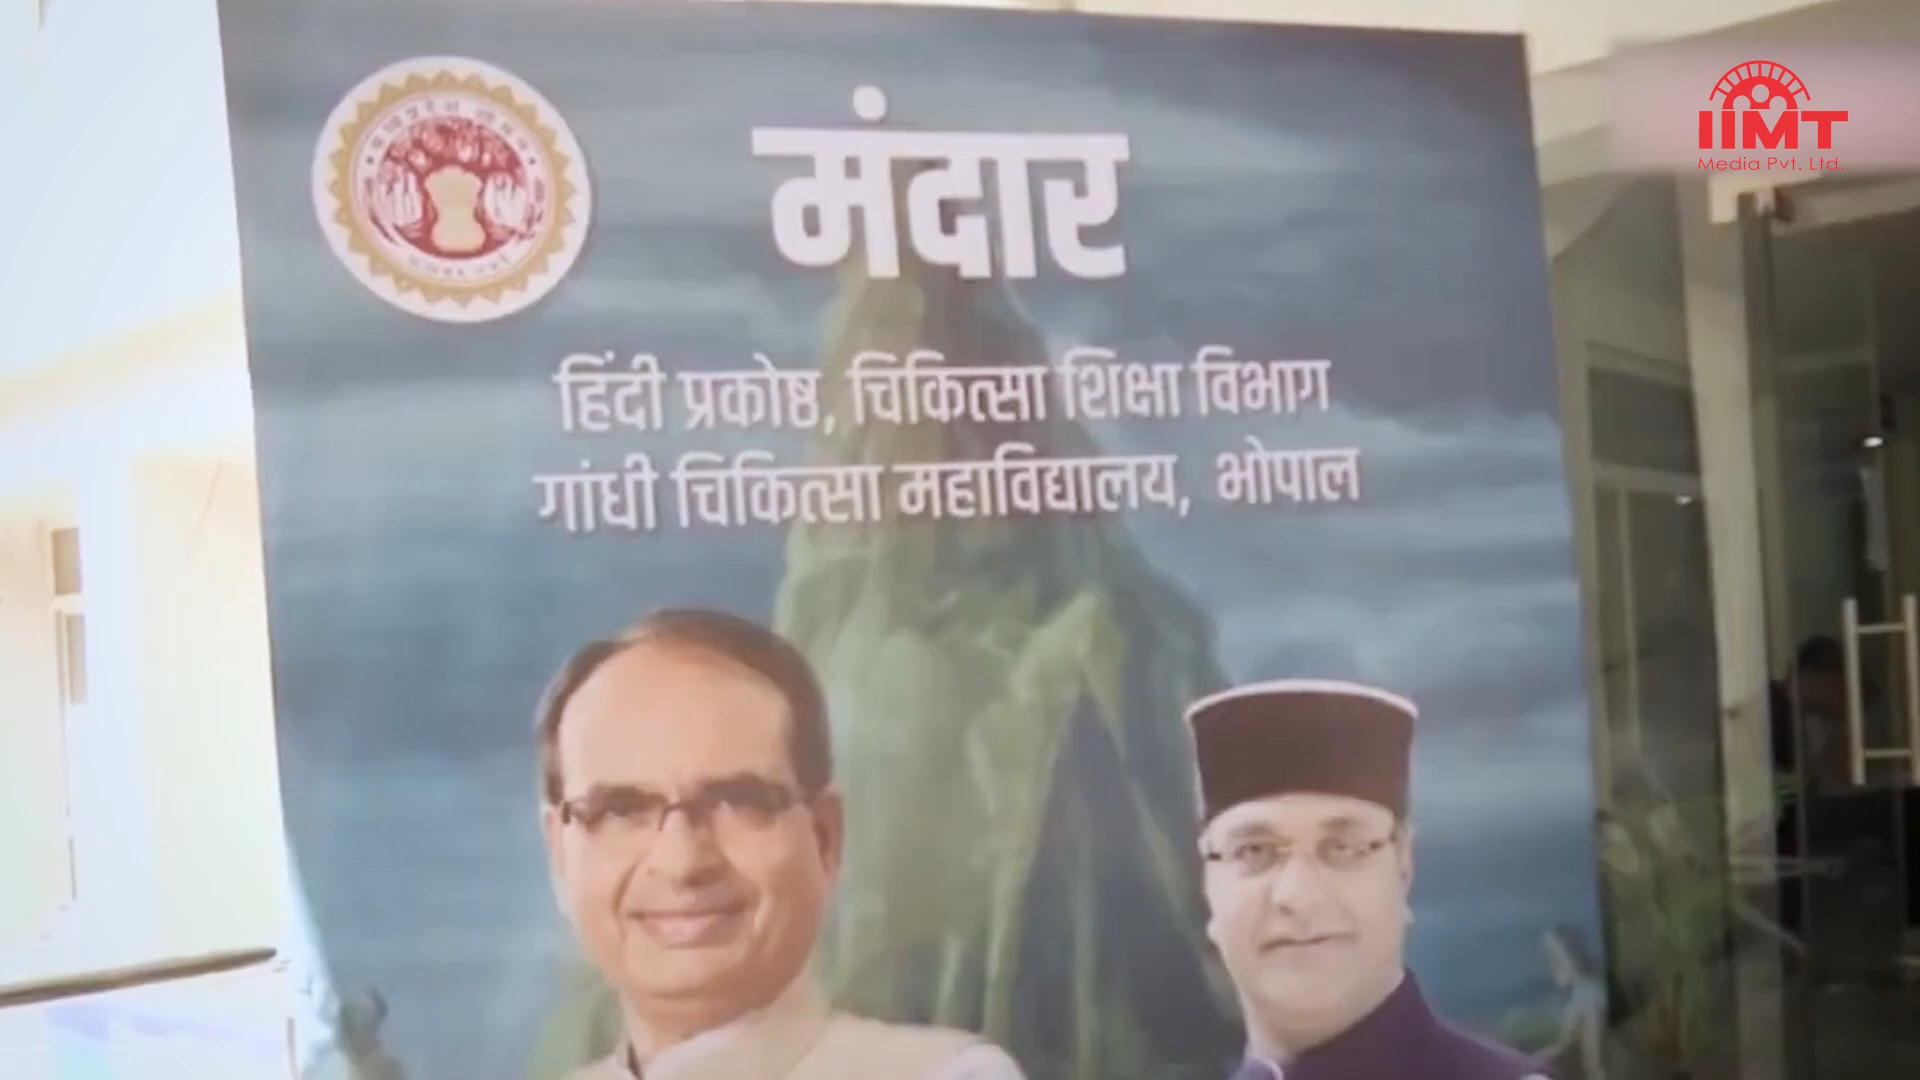 मंदार
हिंदी प्रकोष्ठ, चिकित्सा शिक्षा विभाग
गांधी चिकित्सा महाविद्यालय, भोपाल
IIMT
Media Pvt. Ltd.